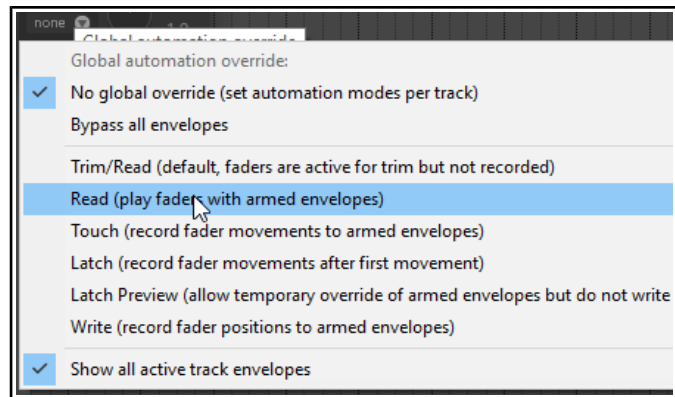 none
Global automation override
Global automation override:
No global override (set automation modes per track)
Bypass all envelopes
Trim/Read (default, faders are active for trim but not recorded)
Read (play faders with armed envelopes)
Touch (record fader movements to armed envelopes)
Latch (record fader movements after first movement)
Latch Preview (allow temporary override of armed envelopes but do not write
Write (record fader positions to armed envelopes)
Show all active track envelopes